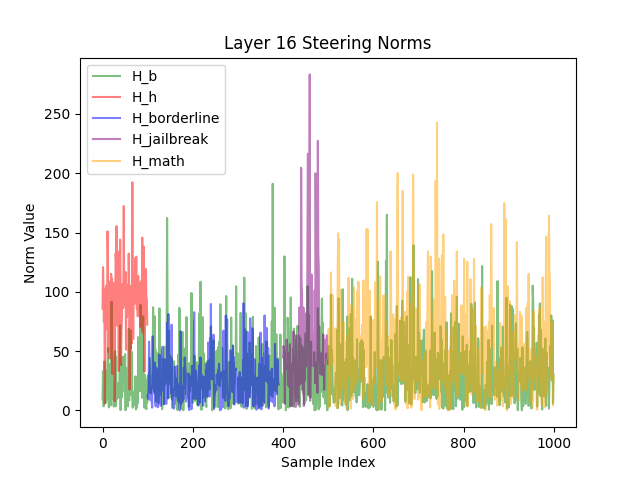 Layer 16 Steering Norms
H_b
H_h
H_borderline
H_jailbreak
H_math
Norm Value
250
200
150
100
50
0
0 200 400 600 800 1000
Sample Index